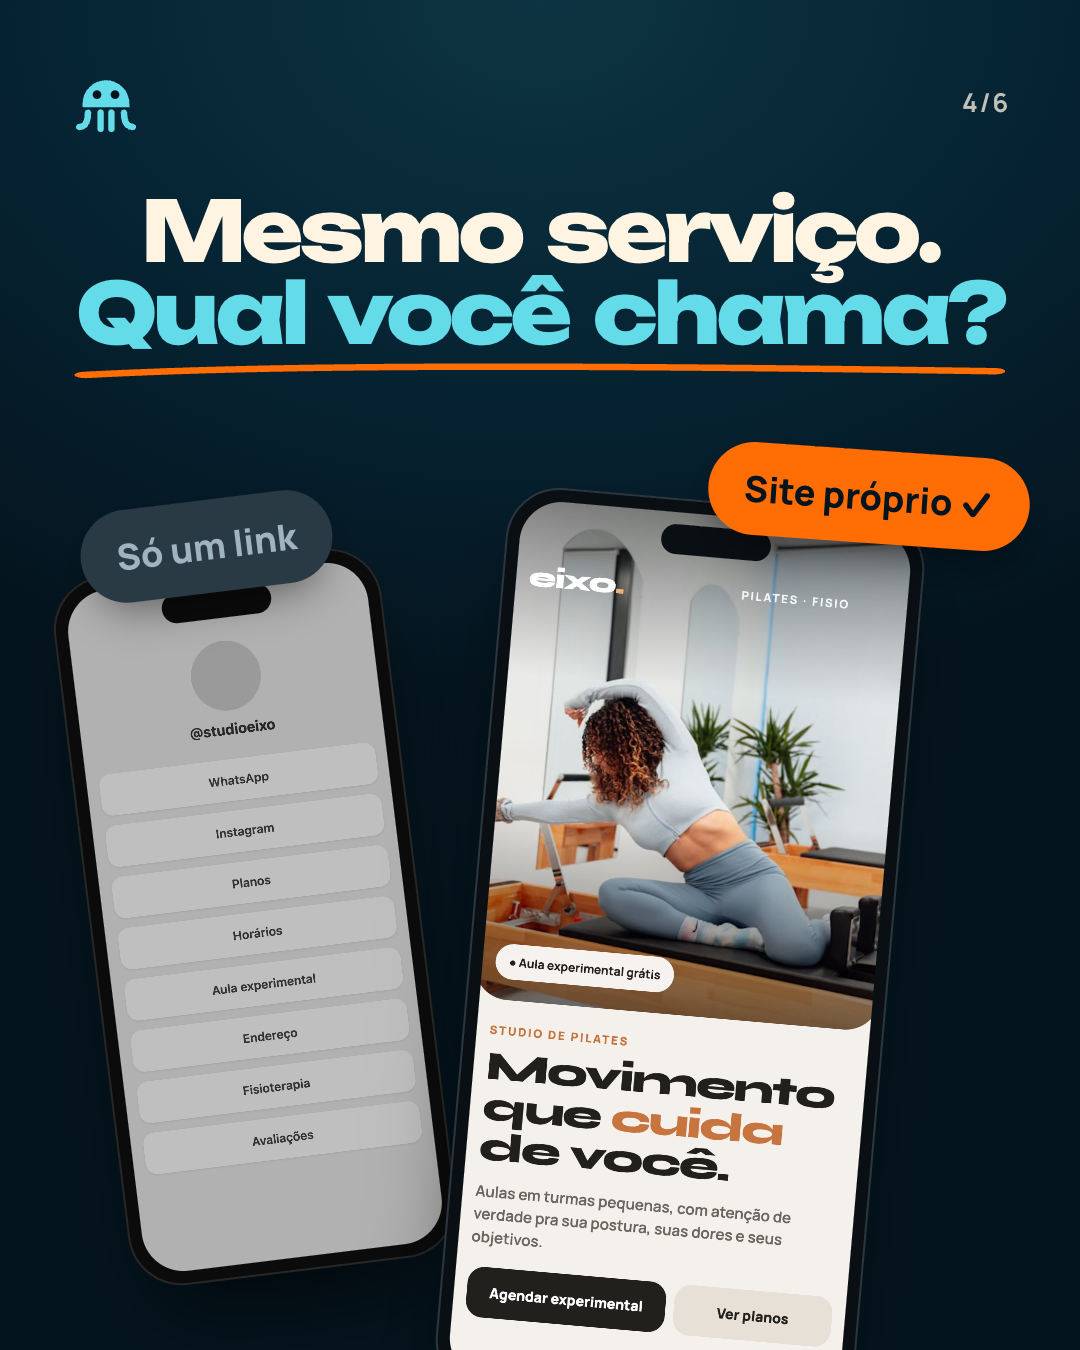 4/6
Mesmo serviço.
Qual você chama?
Só um link
@studioeixo
WhatsApp
Instagram
Planos
Horários
Aula experimental
Endereço
Fisioterapia
Avaliações
Site próprio ✓
eixo.
PILATES · FISIO
• Aula experimental grátis
STUDIO DE PILATES
Movimento
que cuida
de você.
Aulas em turmas pequenas, com atenção de
verdade pra sua postura, suas dores e seus
objetivos.
Agendar experimental
Ver planos